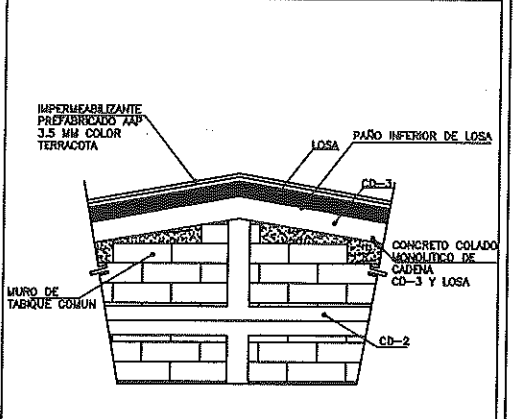 IMPERMEABILIZANTE
PREFABRICADO AAP
3.5 MM COLOR
TERRACOTA
LOSA
PAÑO INFERIOR DE LOSA
CD-3
CONCRETO COLADO
MONOLITICO DE
CADENA
CD-3 Y LOSA
MURO DE
TABIQUE COMUN
CD-2